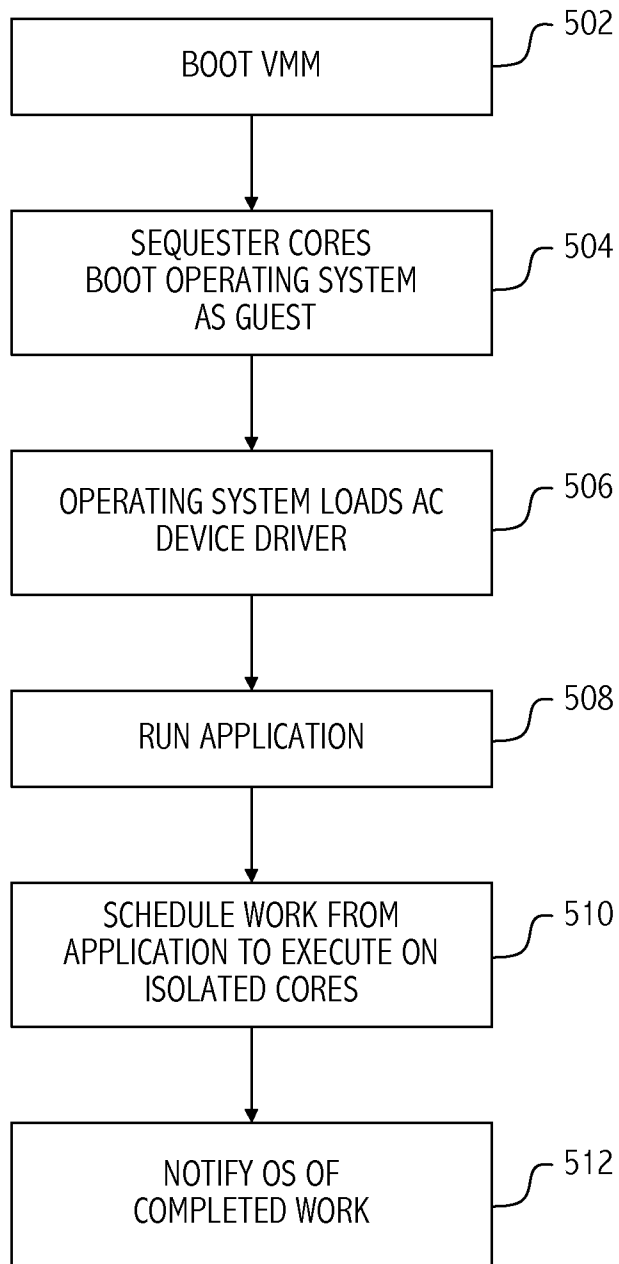 502
BOOT VMM
504
SEQUESTER CORES
BOOT OPERATING SYSTEM
AS GUEST
506
OPERATING SYSTEM LOADS AC
DEVICE DRIVER
508
RUN APPLICATION
510
SCHEDULE WORK FROM
APPLICATION TO EXECUTE ON
ISOLATED CORES
512
NOTIFY OS OF
COMPLETED WORK